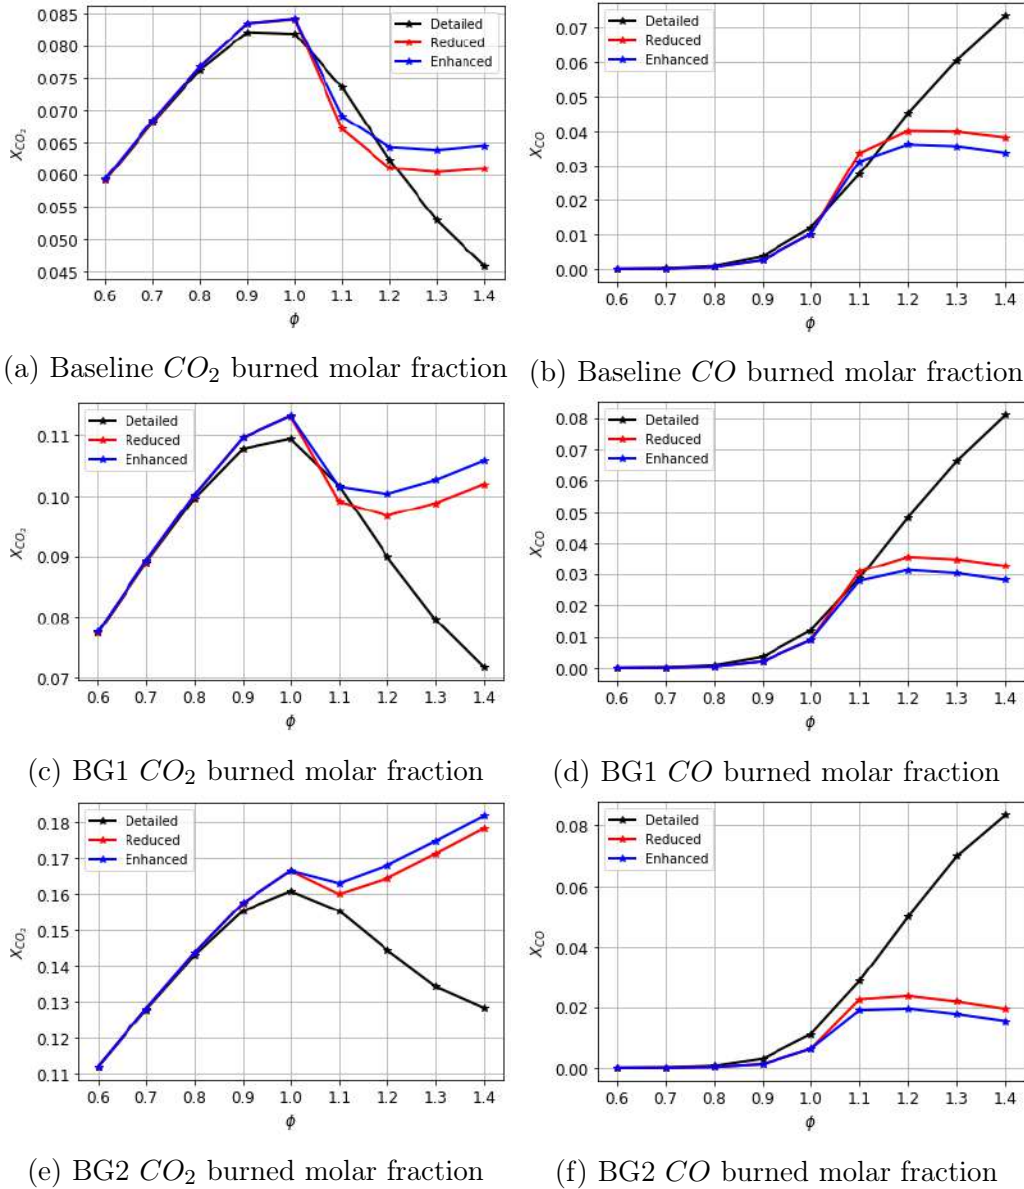 0.085
0.080
0.075
0.070
0.065
0.060
0.055
0.050
0.045
X_{CO_2}
Detailed
Reduced
Enhanced
0.6 0.7 0.8 0.9 1.0 1.1 1.2 1.3 1.4
ϕ
(a) Baseline CO₂ burned molar fraction
0.07
0.06
0.05
0.04
0.03
0.02
0.01
0.00
X_{CO}
Detailed
Reduced
Enhanced
0.6 0.7 0.8 0.9 1.0 1.1 1.2 1.3 1.4
ϕ
(b) Baseline CO burned molar fraction
0.11
0.10
0.09
0.08
0.07
X_{CO_2}
Detailed
Reduced
Enhanced
0.6 0.7 0.8 0.9 1.0 1.1 1.2 1.3 1.4
ϕ
(c) BG1 CO₂ burned molar fraction
0.08
0.07
0.06
0.05
0.04
0.03
0.02
0.01
0.00
X_{CO}
Detailed
Reduced
Enhanced
0.6 0.7 0.8 0.9 1.0 1.1 1.2 1.3 1.4
ϕ
(d) BG1 CO burned molar fraction
0.18
0.17
0.16
0.15
0.14
0.13
0.12
0.11
X_{CO_2}
Detailed
Reduced
Enhanced
0.6 0.7 0.8 0.9 1.0 1.1 1.2 1.3 1.4
ϕ
(e) BG2 CO₂ burned molar fraction
0.08
0.06
0.04
0.02
0.00
X_{CO}
Detailed
Reduced
Enhanced
0.6 0.7 0.8 0.9 1.0 1.1 1.2 1.3 1.4
ϕ
(f) BG2 CO burned molar fraction